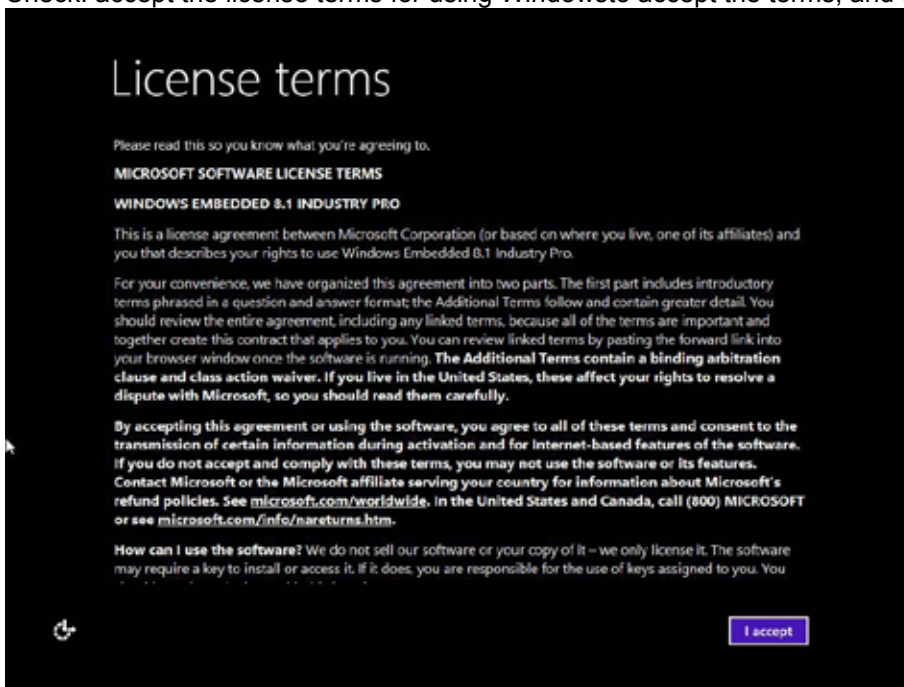 Check: accept the license terms for using Windowsto accept the terms, and
License terms
Please read this so you know what you're agreeing to.
MICROSOFT SOFTWARE LICENSE TERMS
WINDOWS EMBEDDED 8.1 INDUSTRY PRO
This is a license agreement between Microsoft Corporation (or based on where you live, one of its affiliates) and
you that describes your rights to use Windows Embedded 8.1 Industry Pro.
For your convenience, we have organized this agreement into two parts. The first part includes introductory
terms phrased in a question and answer format; the Additional Terms follow and contain greater detail. You
should review the entire agreement, including any linked terms, because all of the terms are important and
together create this contract that applies to you. You can review linked terms by pasting the forward link into
your browser window once the software is running. The Additional Terms contain a binding arbitration
clause and class action waiver. If you live in the United States, these affect your rights to resolve a
dispute with Microsoft, so you should read them carefully.
By accepting this agreement or using the software, you agree to all of these terms and consent to the
transmission of certain information during activation and for Internet-based features of the software.
If you do not accept and comply with these terms, you may not use the software or its features.
Contact Microsoft or the Microsoft affiliate serving your country for information about Microsoft's
refund policies. See microsoft.com/worldwide. In the United States and Canada, call (800) MICROSOFT
or see microsoft.com/info/nareturns.htm.
How can I use the software? We do not sell our software or your copy of it – we only license it. The software
may require a key to install or access it. If it does, you are responsible for the use of keys assigned to you. You
I accept